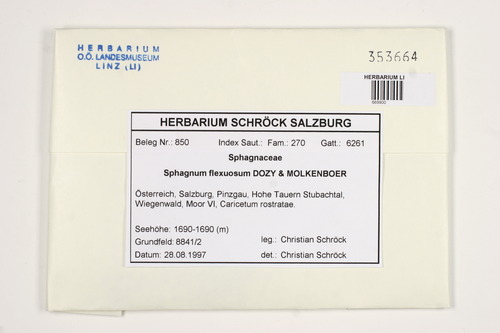 HERBARIUM
O.Ö. LANDESMUSEUM
LINZ (LI)
353664
HERBARIUM LI
HERBARIUM SCHRÖCK SALZBURG
Beleg Nr.: 850 Index Saut.: Fam.: 270 Gatt.: 6261
Sphagnaceae
Sphagnum flexuosum DOZY & MOLKENBOER
Österreich, Salzburg, Pinzgau, Hohe Tauern Stubachtal,
Wiegenwald, Moor VI, Caricetum rostratae.
Seehöhe: 1690-1690 (m)
Grundfeld: 8841/2 leg.: Christian Schröck
Datum: 28.08.1997 det.: Christian Schröck